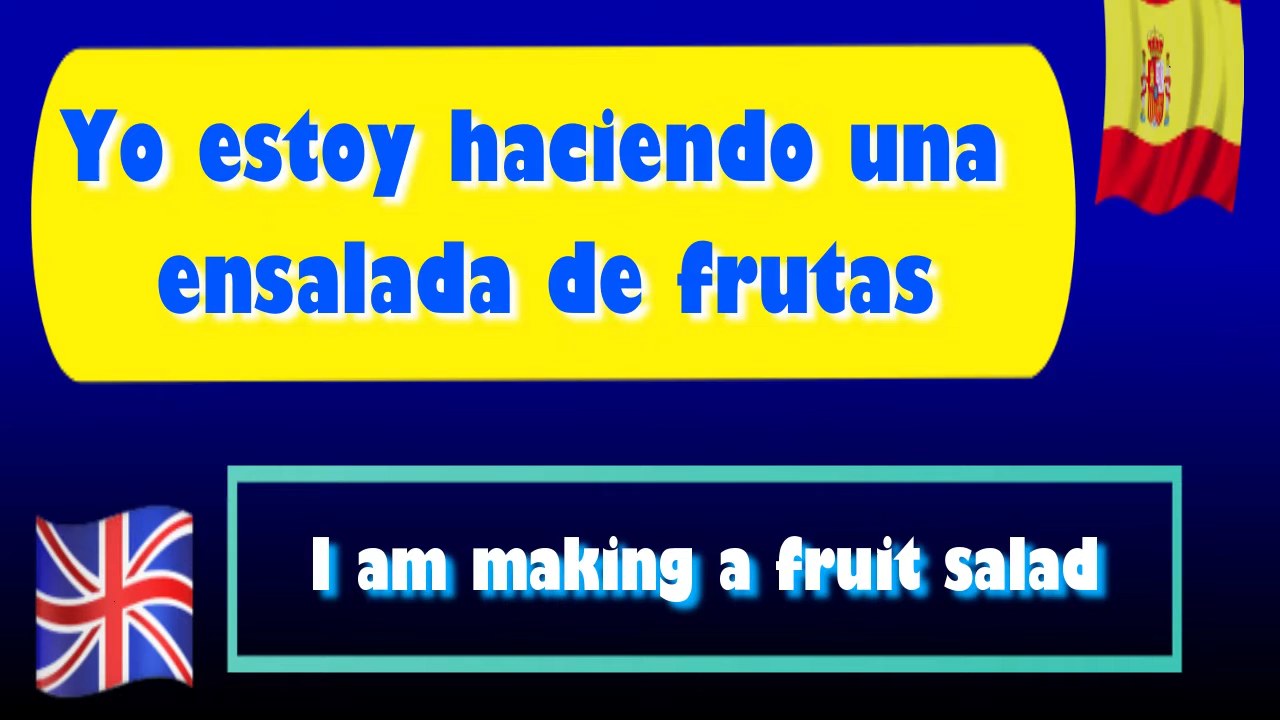 Yo estoy haciendo una
ensalada de frutas
I am making a fruit salad